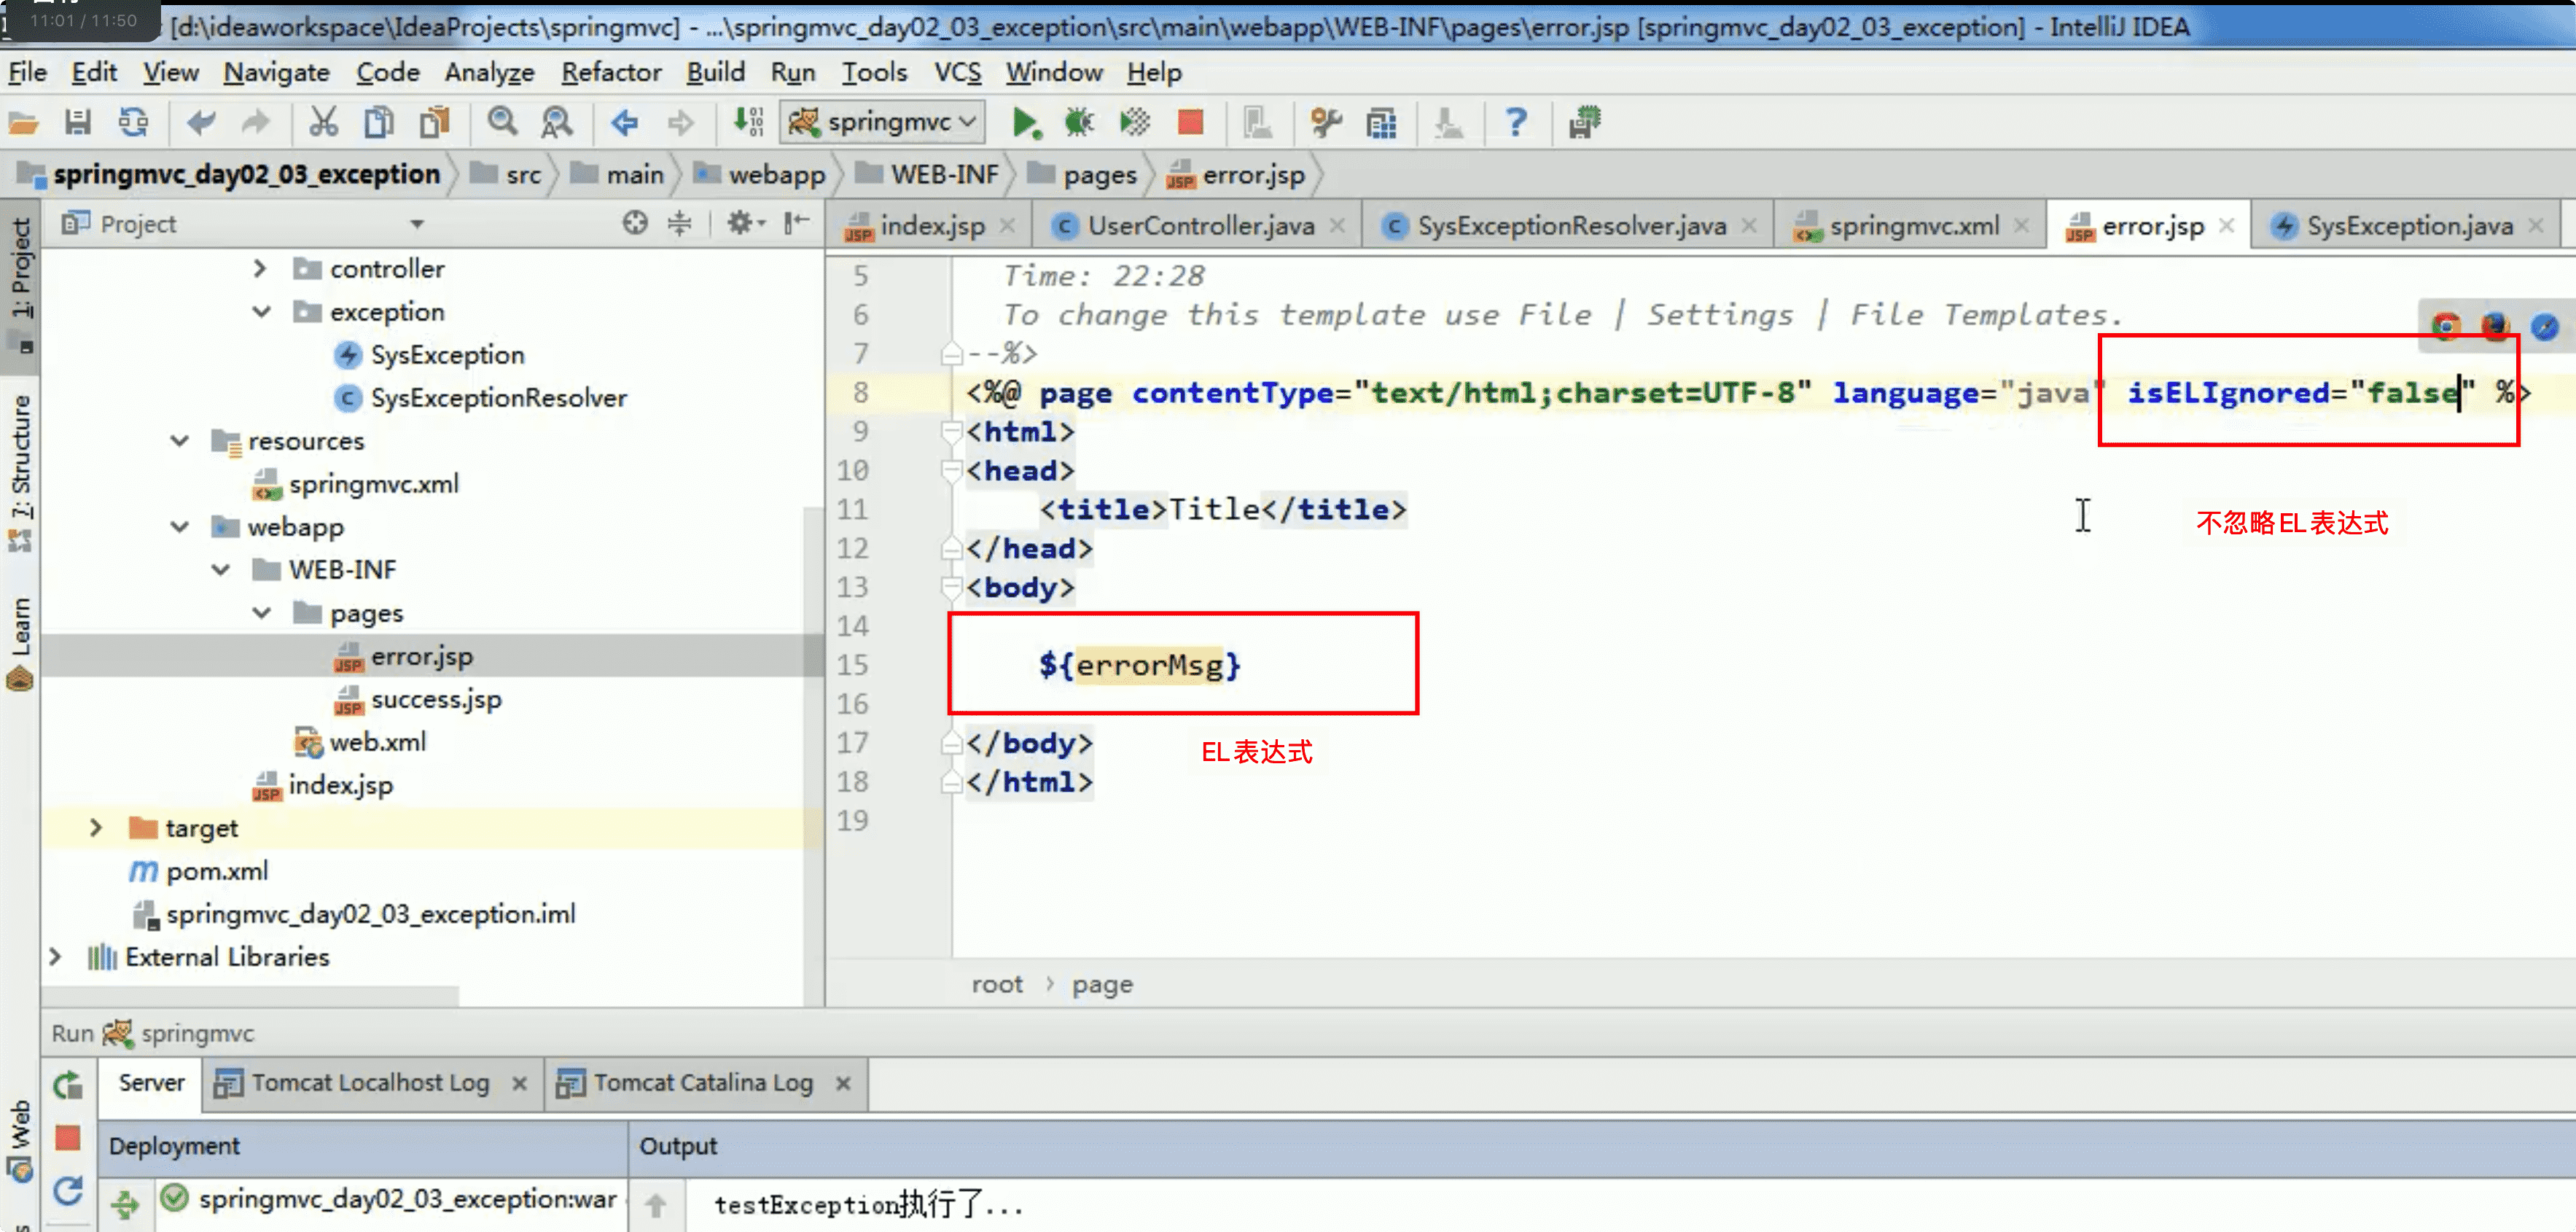 11:01 / 11:50
[d:\ideaworkspace\IdeaProjects\springmvc] - ...\springmvc_day02_03_exception\src\main\webapp\WEB-INF\pages\error.jsp [springmvc_day02_03_exception] - IntelliJ IDEA
File Edit View Navigate Code Analyze Refactor Build Run Tools VCS Window Help
springmvc
springmvc_day02_03_exception src main webapp WEB-INF pages error.jsp
Project
index.jsp UserController.java SysExceptionResolver.java springmvc.xml error.jsp SysException.java
1: Project
7: Structure
Learn
Web
controller
exception
SysException
SysExceptionResolver
resources
springmvc.xml
webapp
WEB-INF
pages
error.jsp
success.jsp
web.xml
index.jsp
target
pom.xml
springmvc_day02_03_exception.iml
External Libraries
5 Time: 22:28
6 To change this template use File | Settings | File Templates.
7 --%>
8 <%@ page contentType="text/html;charset=UTF-8" language="java" isELIgnored="false" %>
9 <html>
10 <head>
11 <title>Title</title>
12 </head>
13 <body>
14
15 ${errorMsg}
16
17 </body>
18 </html>
19
不忽略EL表达式
EL表达式
root › page
Run springmvc
Server Tomcat Localhost Log Tomcat Catalina Log
Deployment Output
springmvc_day02_03_exception:war
testException执行了...